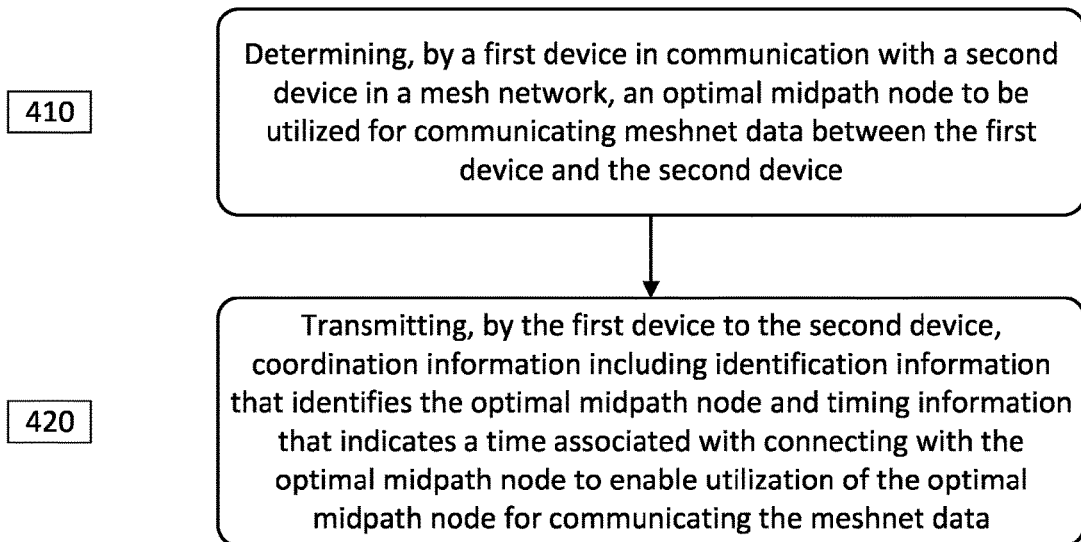 410
Determining, by a first device in communication with a second
device in a mesh network, an optimal midpath node to be
utilized for communicating meshnet data between the first
device and the second device
420
Transmitting, by the first device to the second device,
coordination information including identification information
that identifies the optimal midpath node and timing information
that indicates a time associated with connecting with the
optimal midpath node to enable utilization of the optimal
midpath node for communicating the meshnet data